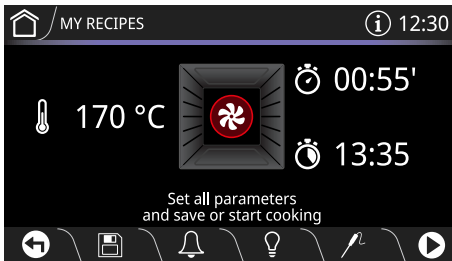 MY RECIPES
i 12:30
170 °C
00:55'
13:35
Set all parameters
and save or start cooking